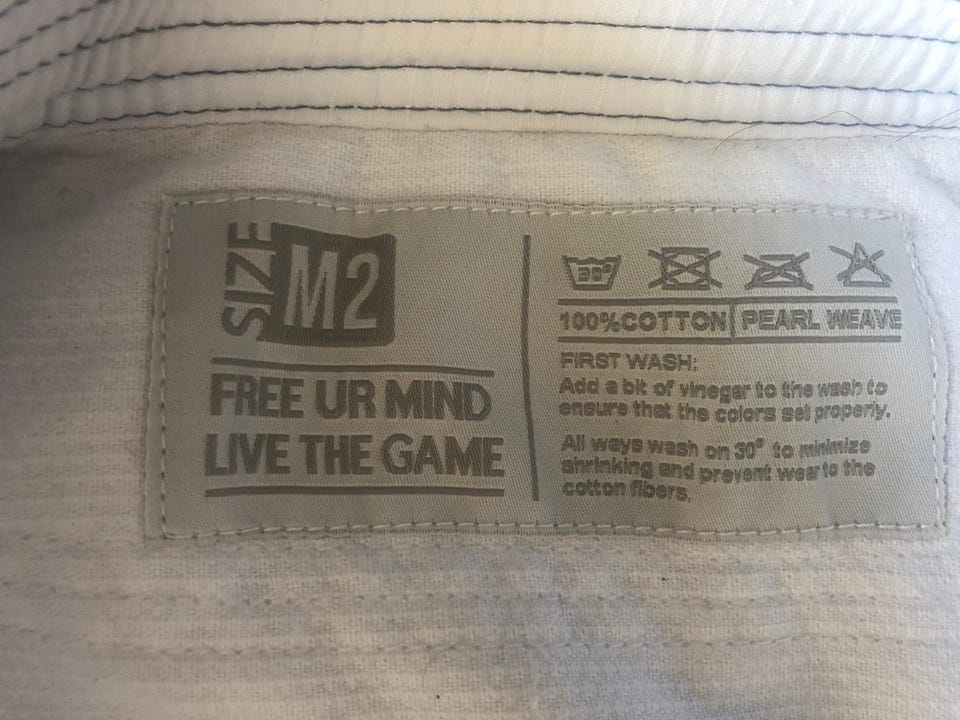 SIZE M2
FREE UR MIND
LIVE THE GAME
30°
100%COTTON PEARL WEAVE
FIRST WASH:
Add a bit of vinegar to the wash to
ensure that the colors set properly.
All ways wash on 30° to minimize
shrinking and prevent wear to the
cotton fibers.